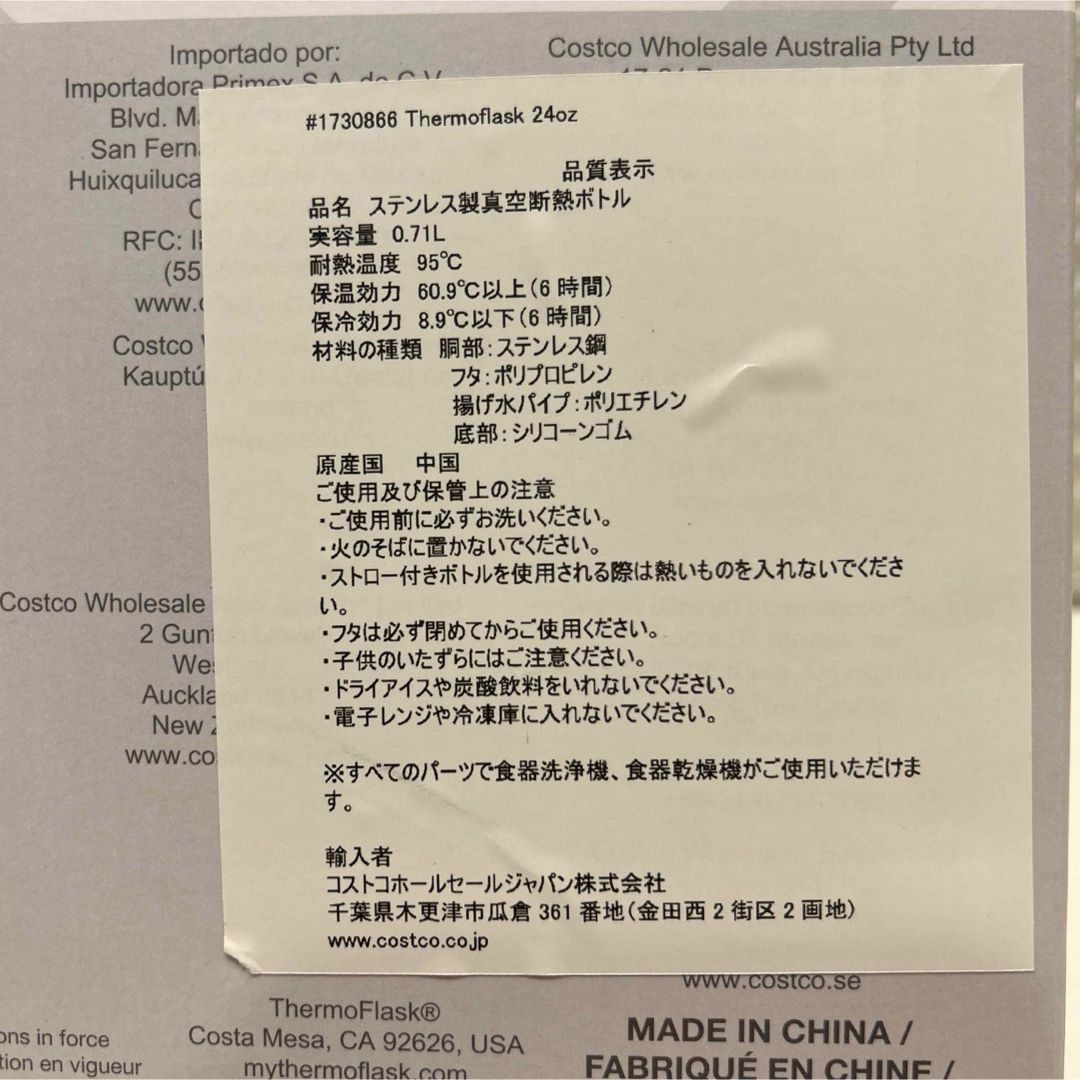 Importado por:
Importadora Primex S.A. de C.V.
Blvd.
San
Huixquiluca
RFC:
(55
www.
Costco
Kauptú
Costco Wholesale
2
Auckla
New
www.co
Costco Wholesale Australia Pty Ltd
#1730866 Thermoflask 24oz
品質表示
品名 ステンレス製真空断熱ボトル
実容量 0.71L
耐熱温度 95℃
保温効力 60.9℃以上(6時間)
保冷効力 8.9℃以下(6時間)
材料の種類 胴部:ステンレス鋼
フタ:ポリプロピレン
揚げ水パイプ:ポリエチレン
底部:シリコーンゴム
原産国 中国
ご使用及び保管上の注意
・ご使用前に必ずお洗いください。
・火のそばに置かないでください。
・ストロー付きボトルを使用される際は熱いものを入れないでくださ
い。
・フタは必ず閉めてからご使用ください。
・子供のいたずらにはご注意ください。
・ドライアイスや炭酸飲料をいれないでください。
・電子レンジや冷凍庫に入れないでください。
※すべてのパーツで食器洗浄機、食器乾燥機がご使用いただけま
す。
輸入者
コストコホールセールジャパン株式会社
千葉県木更津市瓜倉361番地(金田西2街区2画地)
www.costco.co.jp
www.costco.se
ons in force
tion en vigueur
ThermoFlask®
Costa Mesa, CA 92626, USA
mythermoflask.com
MADE IN CHINA /
FABRIQUÉ EN CHINE /